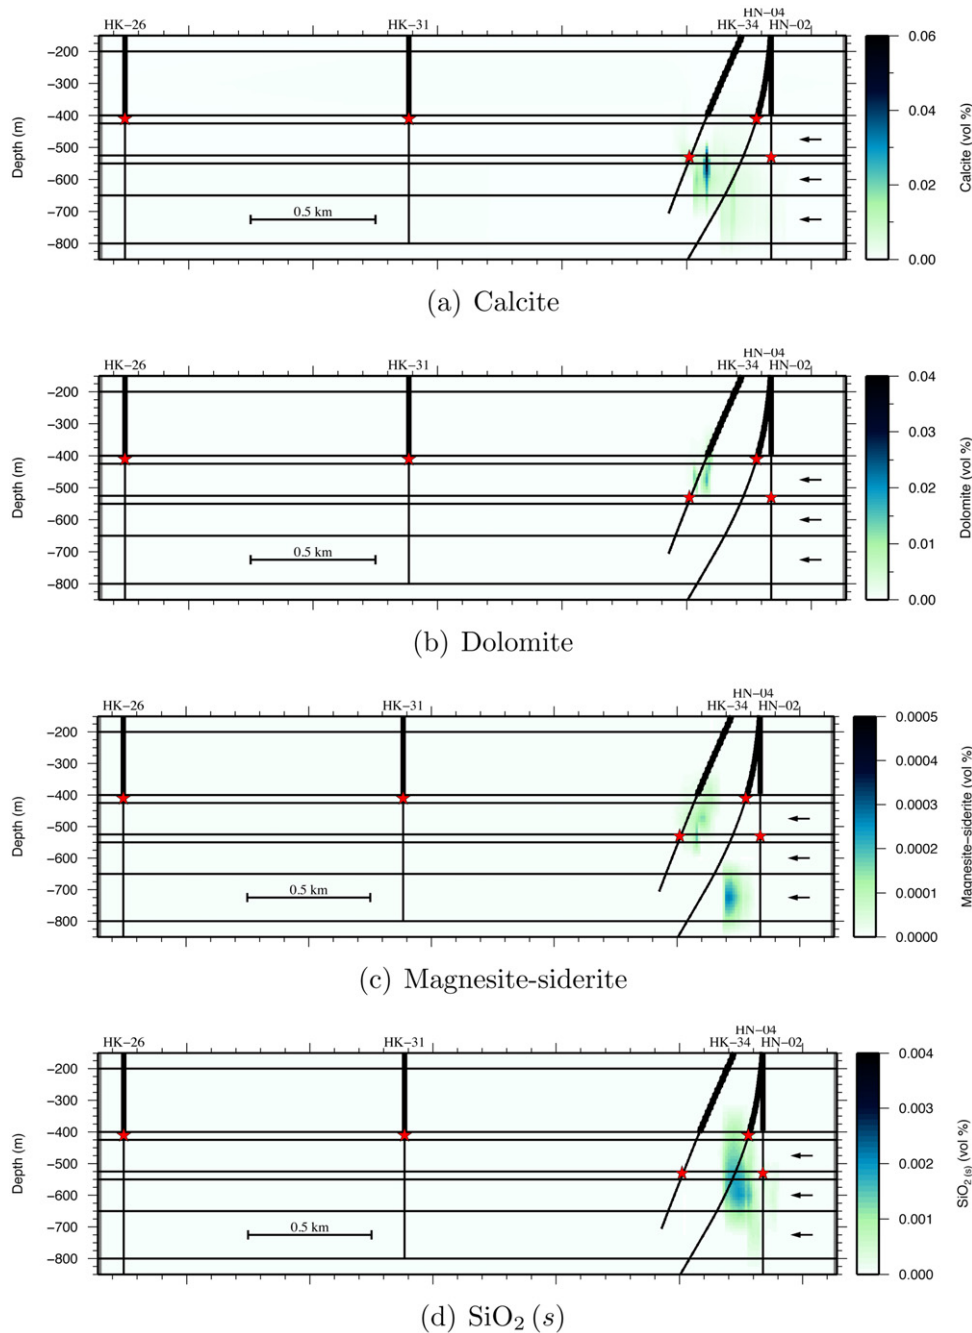 HN−04
HK−26 HK−31 HK−34 HN−02
−200
−300
−400
−500
−600
−700
−800
Depth (m)
0.5 km
0.06
0.04
0.02
0.00
Calcite (vol %)
(a) Calcite
HN−04
HK−26 HK−31 HK−34 HN−02
−200
−300
−400
−500
−600
−700
−800
Depth (m)
0.5 km
0.04
0.03
0.02
0.01
0.00
Dolomite (vol %)
(b) Dolomite
HN−04
HK−26 HK−31 HK−34 HN−02
−200
−300
−400
−500
−600
−700
−800
Depth (m)
0.5 km
0.0005
0.0004
0.0003
0.0002
0.0001
0.0000
Magnesite−siderite (vol %)
(c) Magnesite-siderite
HN−04
HK−26 HK−31 HK−34 HN−02
−200
−300
−400
−500
−600
−700
−800
Depth (m)
0.5 km
0.004
0.003
0.002
0.001
0.000
SiO₂ (s) (vol %)
(d) SiO₂ (s)